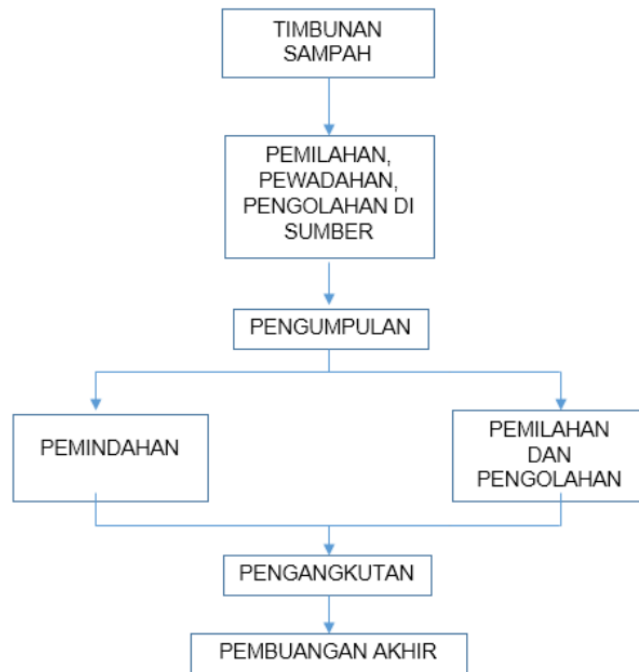 TIMBUNAN
SAMPAH
PEMILAHAN,
PEWADAHAN,
PENGOLAHAN DI
SUMBER
PENGUMPULAN
PEMINDAHAN
PEMILAHAN
DAN
PENGOLAHAN
PENGANGKUTAN
PEMBUANGAN AKHIR